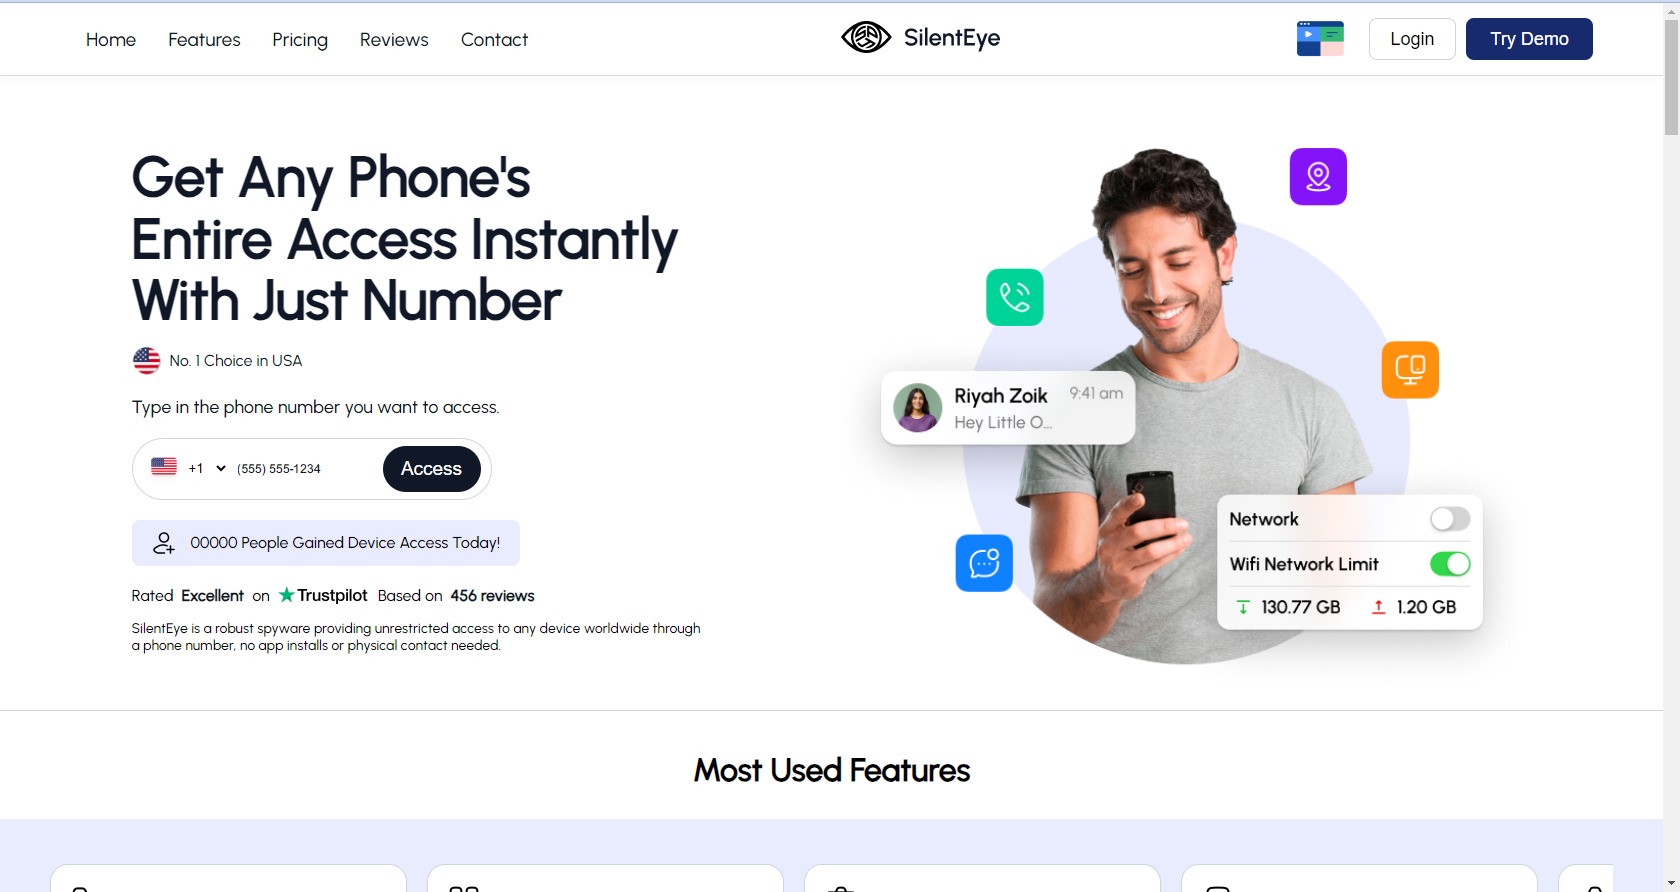 Home Features Pricing Reviews Contact
SilentEye
Login
Try Demo
Get Any Phone's
Entire Access Instantly
With Just Number
No. 1 Choice in USA
Type in the phone number you want to access.
+1 (555) 555-1234 Access
00000 People Gained Device Access Today!
Rated Excellent on Trustpilot Based on 456 reviews
SilentEye is a robust spyware providing unrestricted access to any device worldwide through
a phone number, no app installs or physical contact needed.
Riyah Zoik 9:41 am
Hey Little O...
Network
Wifi Network Limit
130.77 GB 1.20 GB
Most Used Features